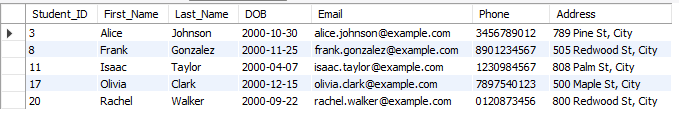 Student_ID First_Name Last_Name DOB Email Phone Address
3 Alice Johnson 2000-10-30 alice.johnson@example.com 3456789012 789 Pine St, City
8 Frank Gonzalez 2000-11-25 frank.gonzalez@example.com 8901234567 505 Redwood St, City
11 Isaac Taylor 2000-04-07 isaac.taylor@example.com 1230984567 808 Palm St, City
17 Olivia Clark 2000-12-15 olivia.clark@example.com 7897540123 500 Maple St, City
20 Rachel Walker 2000-09-22 rachel.walker@example.com 0120873456 800 Redwood St, City